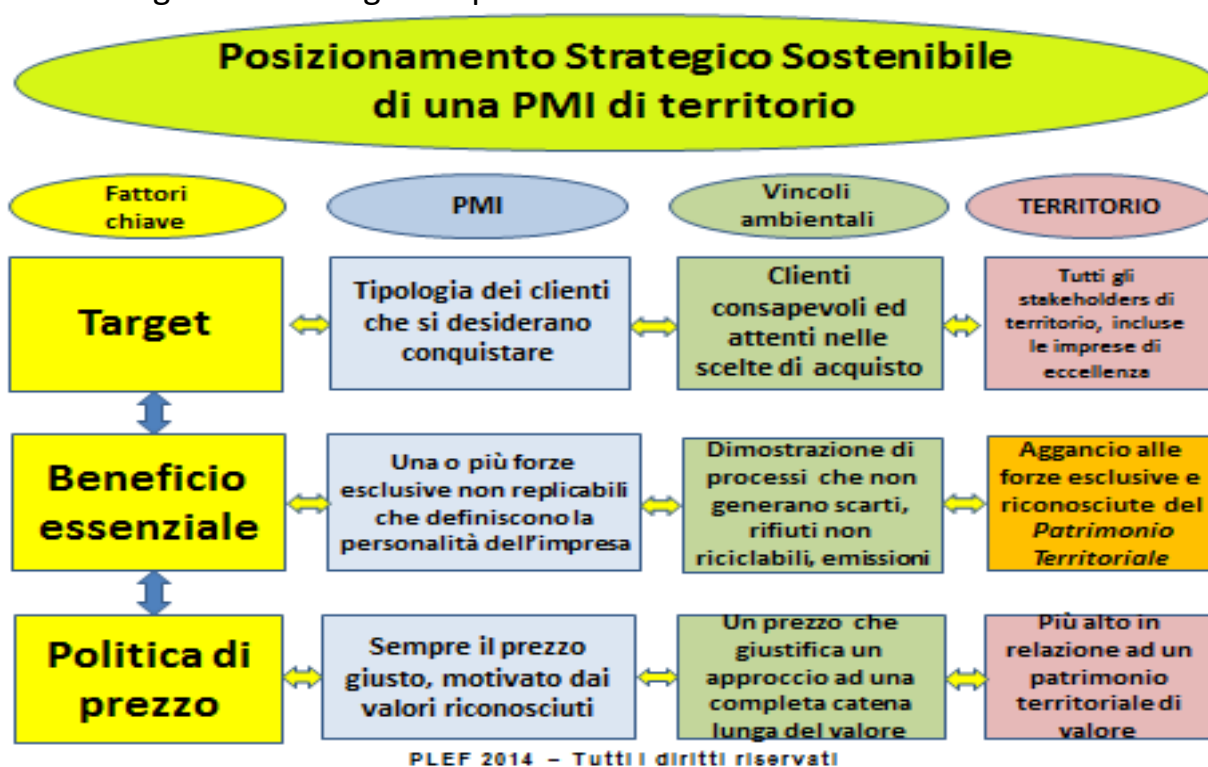 Posizionamento Strategico Sostenibile
di una PMI di territorio
Fattori
chiave
PMI
Vincoli
ambientali
TERRITORIO
Target
Tipologia dei clienti
che si desiderano
conquistare
Clienti
consapevoli ed
attenti nelle
scelte di acquisto
Tutti gli
stakeholders di
territorio, incluse
le imprese di
eccellenza
Beneficio
essenziale
Una o più forze
esclusive non replicabili
che definiscono la
personalità dell'impresa
Dimostrazione di
processi che non
generano scarti,
rifiuti non
riciclabili, emissioni
Aggancio alle
forze esclusive e
riconosciute del
Patrimonio
Territoriale
Politica di
prezzo
Sempre il prezzo
giusto, motivato dai
valori riconosciuti
Un prezzo che
giustifica un
approccio ad una
completa catena
lunga del valore
Più alto in
relazione ad un
patrimonio
territoriale di
valore
PLEF 2014 – Tutti i diritti riservati